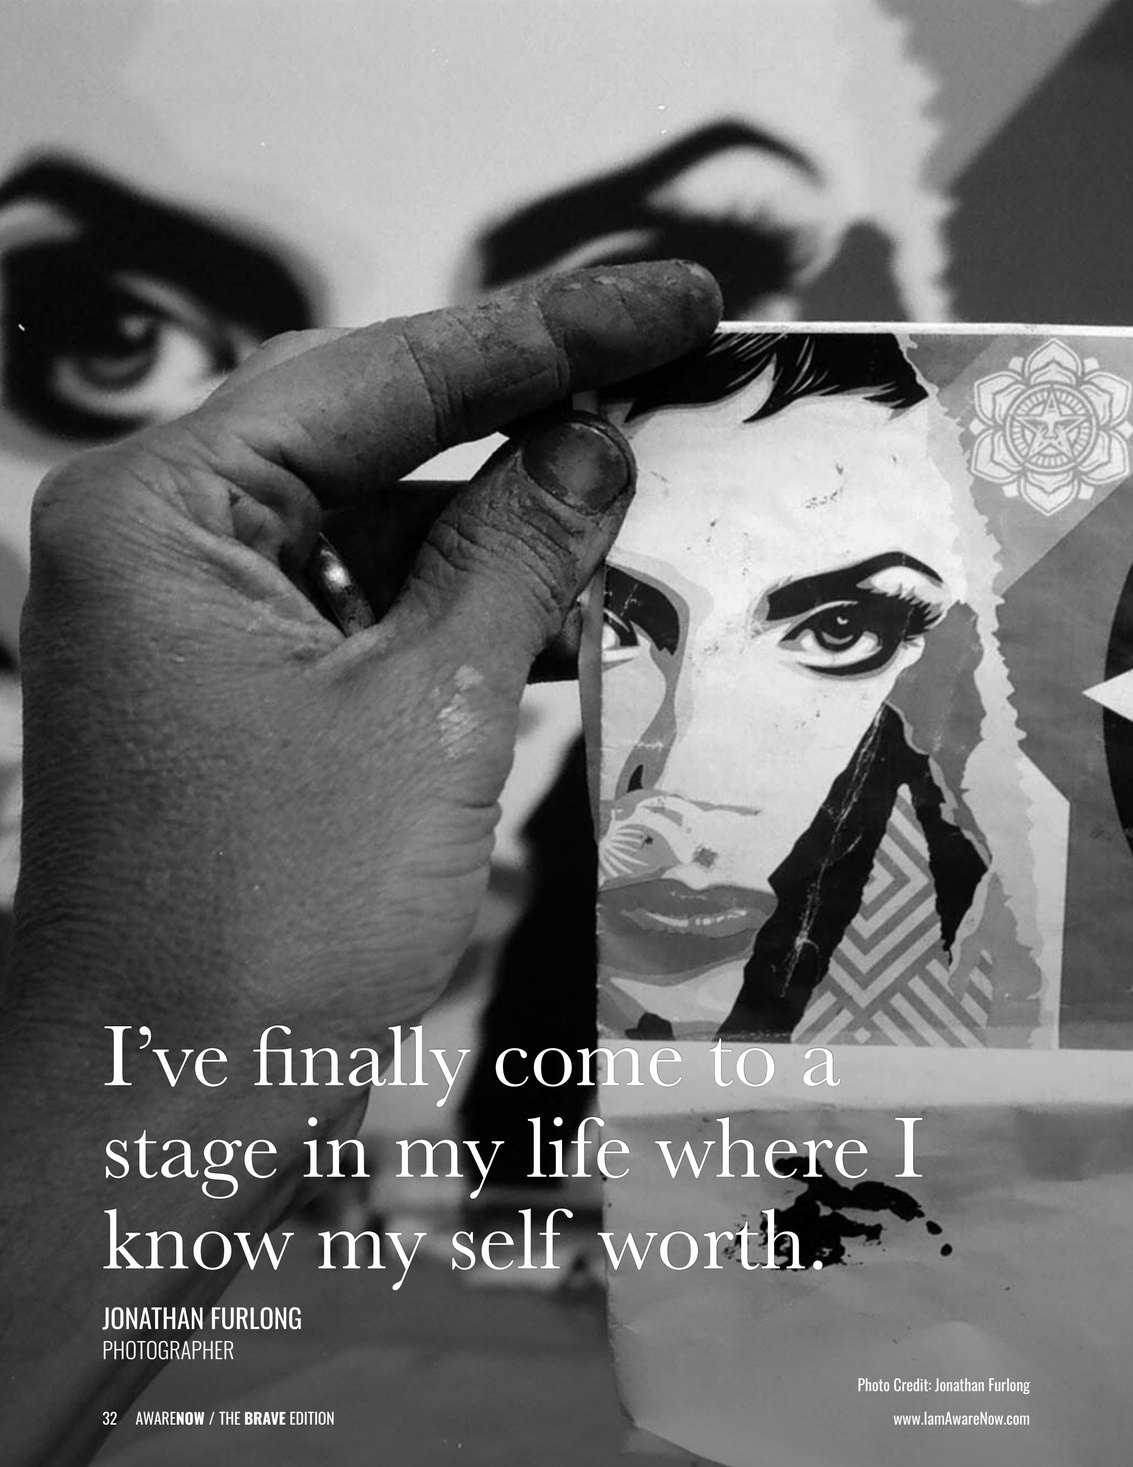 I’ve finally come to a
stage in my life where I
know my self worth.
JONATHAN FURLONG
PHOTOGRAPHER
Photo Credit: Jonathan Furlong
32 AWARENOW / THE BRAVE EDITION
www.IamAwareNow.com